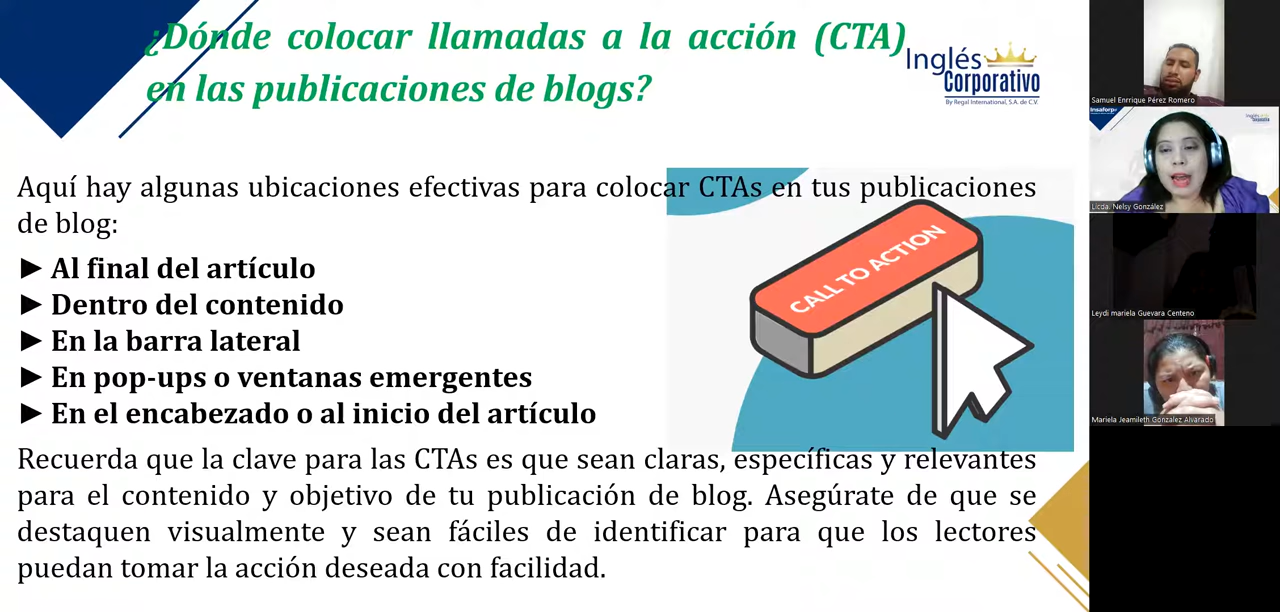 ¿Dónde colocar llamadas a la acción (CTA)
en las publicaciones de blogs?
Inglés
Corporativo
By Regal International, S.A. de C.V.
Aquí hay algunas ubicaciones efectivas para colocar CTAs en tus publicaciones
de blog:
► Al final del artículo
► Dentro del contenido
► En la barra lateral
► En pop-ups o ventanas emergentes
► En el encabezado o al inicio del artículo
CALL TO ACTION
Recuerda que la clave para las CTAs es que sean claras, específicas y relevantes
para el contenido y objetivo de tu publicación de blog. Asegúrate de que se
destaquen visualmente y sean fáciles de identificar para que los lectores
puedan tomar la acción deseada con facilidad.
Samuel Enrrique Pérez Romero
Insaforp
Licda. Nelsy González
Leydi mariela Guevara Centeno
Mariela Jeamileth Gonzalez Alvarado